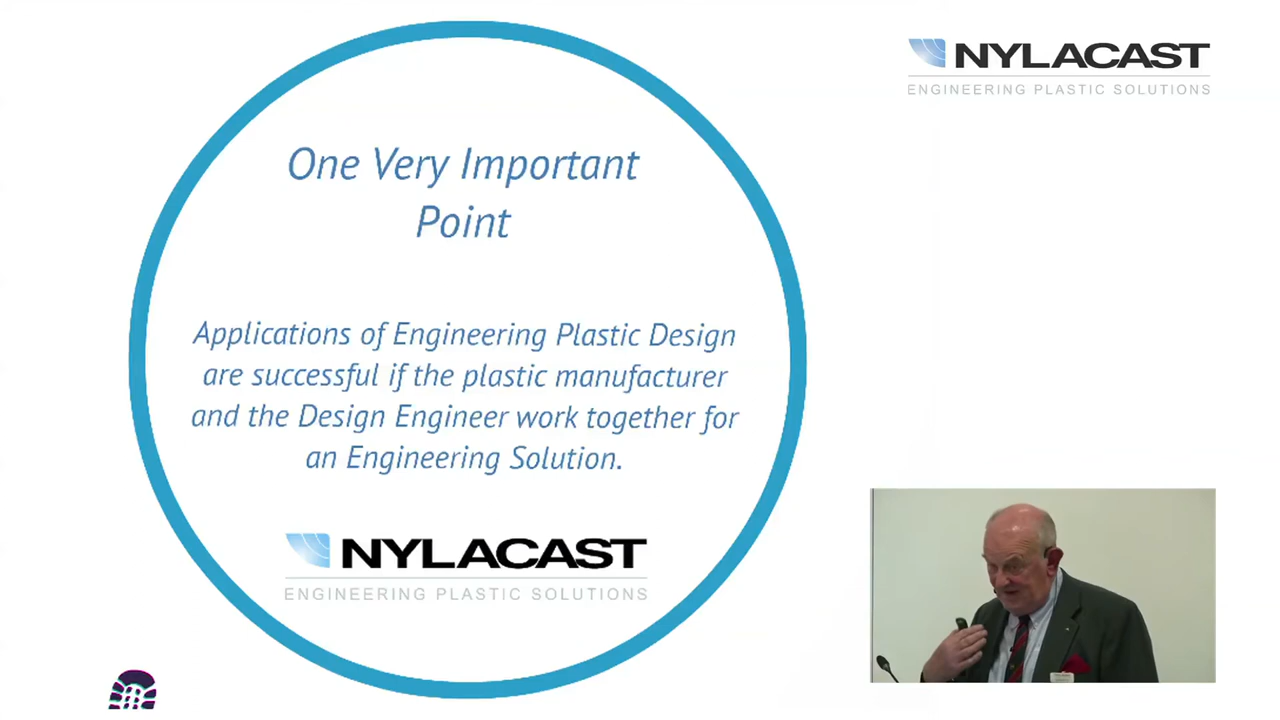 NYLACAST
ENGINEERING PLASTIC SOLUTIONS
One Very Important
Point
Applications of Engineering Plastic Design
are successful if the plastic manufacturer
and the Design Engineer work together for
an Engineering Solution.
NYLACAST
ENGINEERING PLASTIC SOLUTIONS